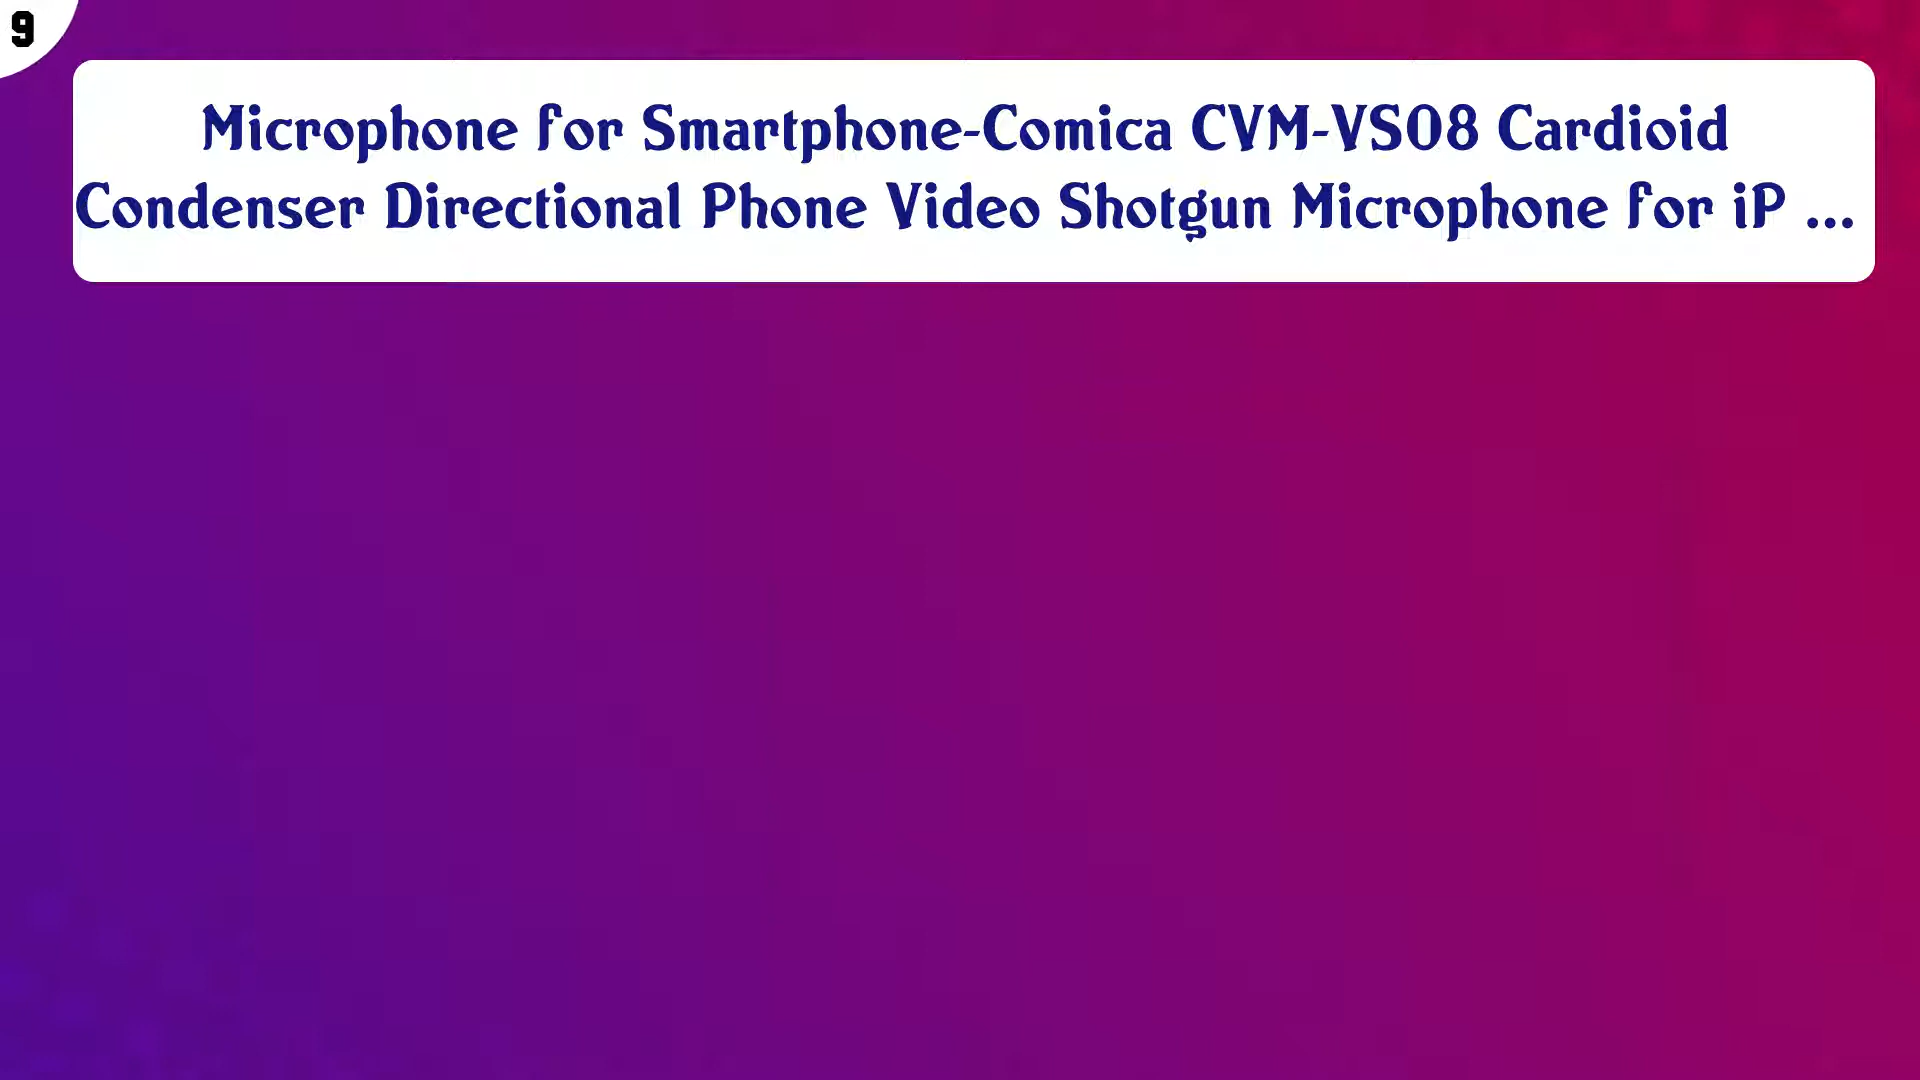 9
Microphone for Smartphone-Comica CVM-VS08 Cardioid
Condenser Directional Phone Video Shotgun Microphone for iP ...